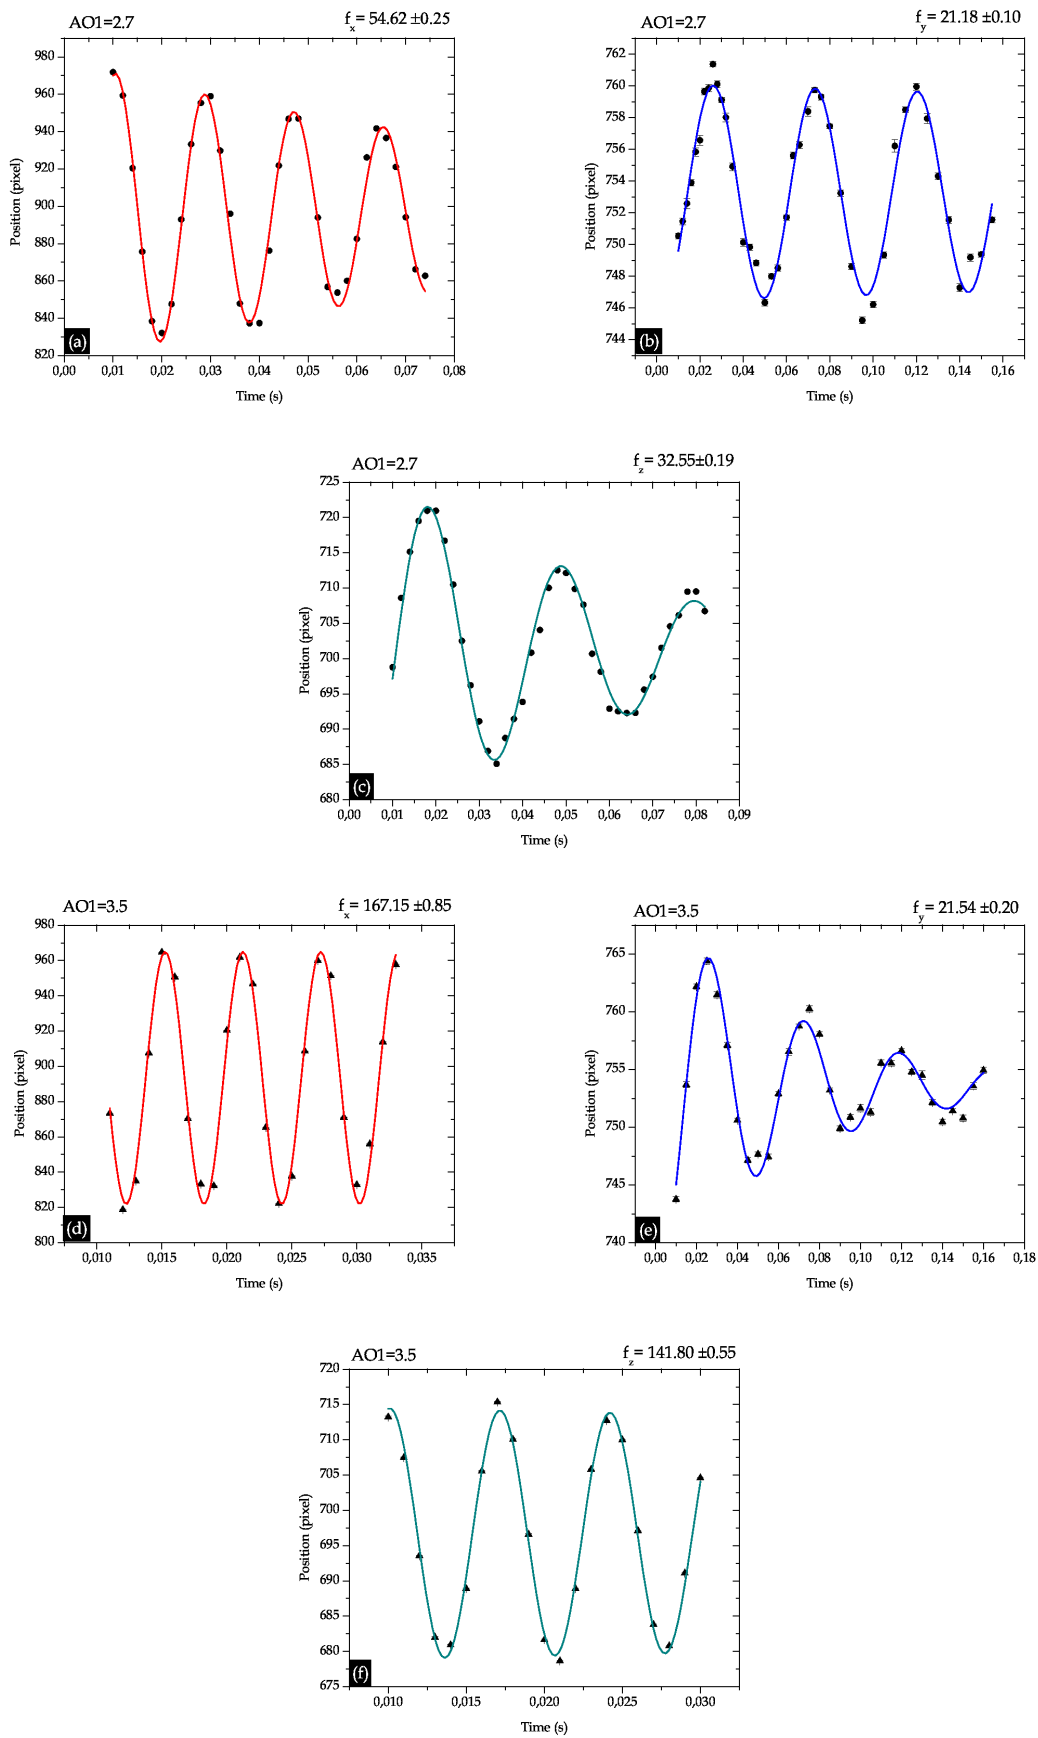 AO1=2.7
fx= 54.62 ±0.25
980
960
940
920
900
880
860
840
820
Position (pixel)
(a)
0,00 0,01 0,02 0,03 0,04 0,05 0,06 0,07 0,08
Time (s)
AO1=2.7
fy= 21.18 ±0.10
762
760
758
756
754
752
750
748
746
744
Position (pixel)
(b)
0,00 0,02 0,04 0,06 0,08 0,10 0,12 0,14 0,16
Time (s)
AO1=2.7
fz= 32.55±0.19
725
720
715
710
705
700
695
690
685
680
Position (pixel)
(c)
0,00 0,01 0,02 0,03 0,04 0,05 0,06 0,07 0,08 0,09
Time (s)
AO1=3.5
fx= 167.15 ±0.85
980
960
940
920
900
880
860
840
820
800
Position (pixel)
(d)
0,010 0,015 0,020 0,025 0,030 0,035
Time (s)
AO1=3.5
fy= 21.54 ±0.20
765
760
755
750
745
740
Position (pixel)
(e)
0,00 0,02 0,04 0,06 0,08 0,10 0,12 0,14 0,16 0,18
Time (s)
AO1=3.5
fz= 141.80 ±0.55
720
715
710
705
700
695
690
685
680
675
Position (pixel)
(f)
0,010 0,015 0,020 0,025 0,030
Time (s)